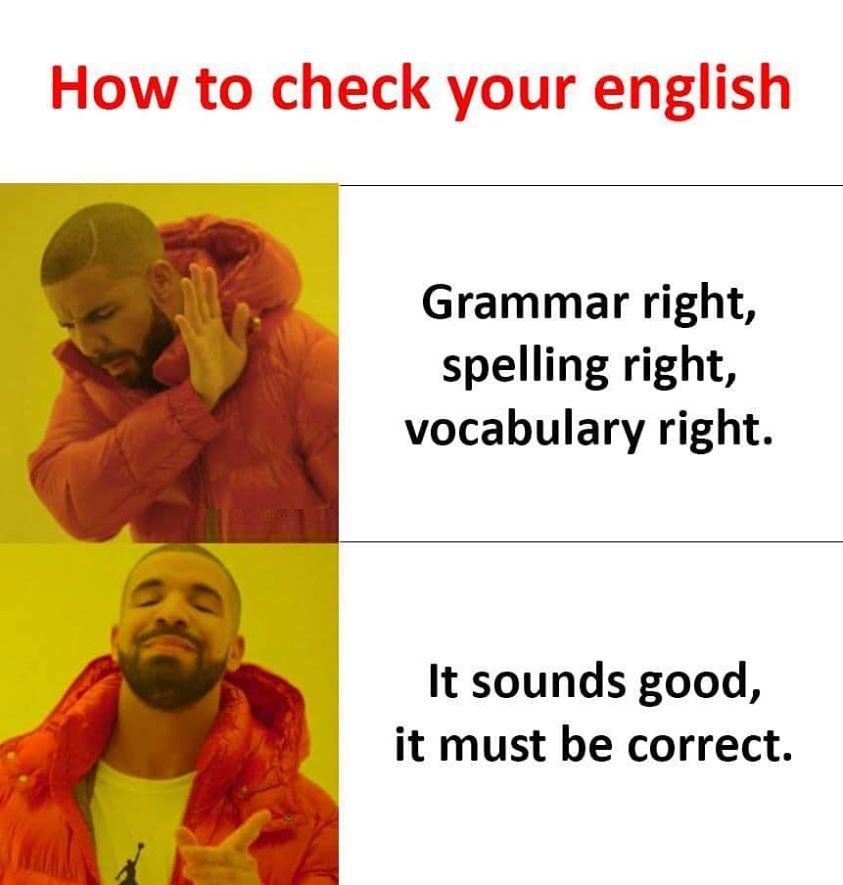 How to check your english
Grammar right,
spelling right,
vocabulary right.
It sounds good,
it must be correct.